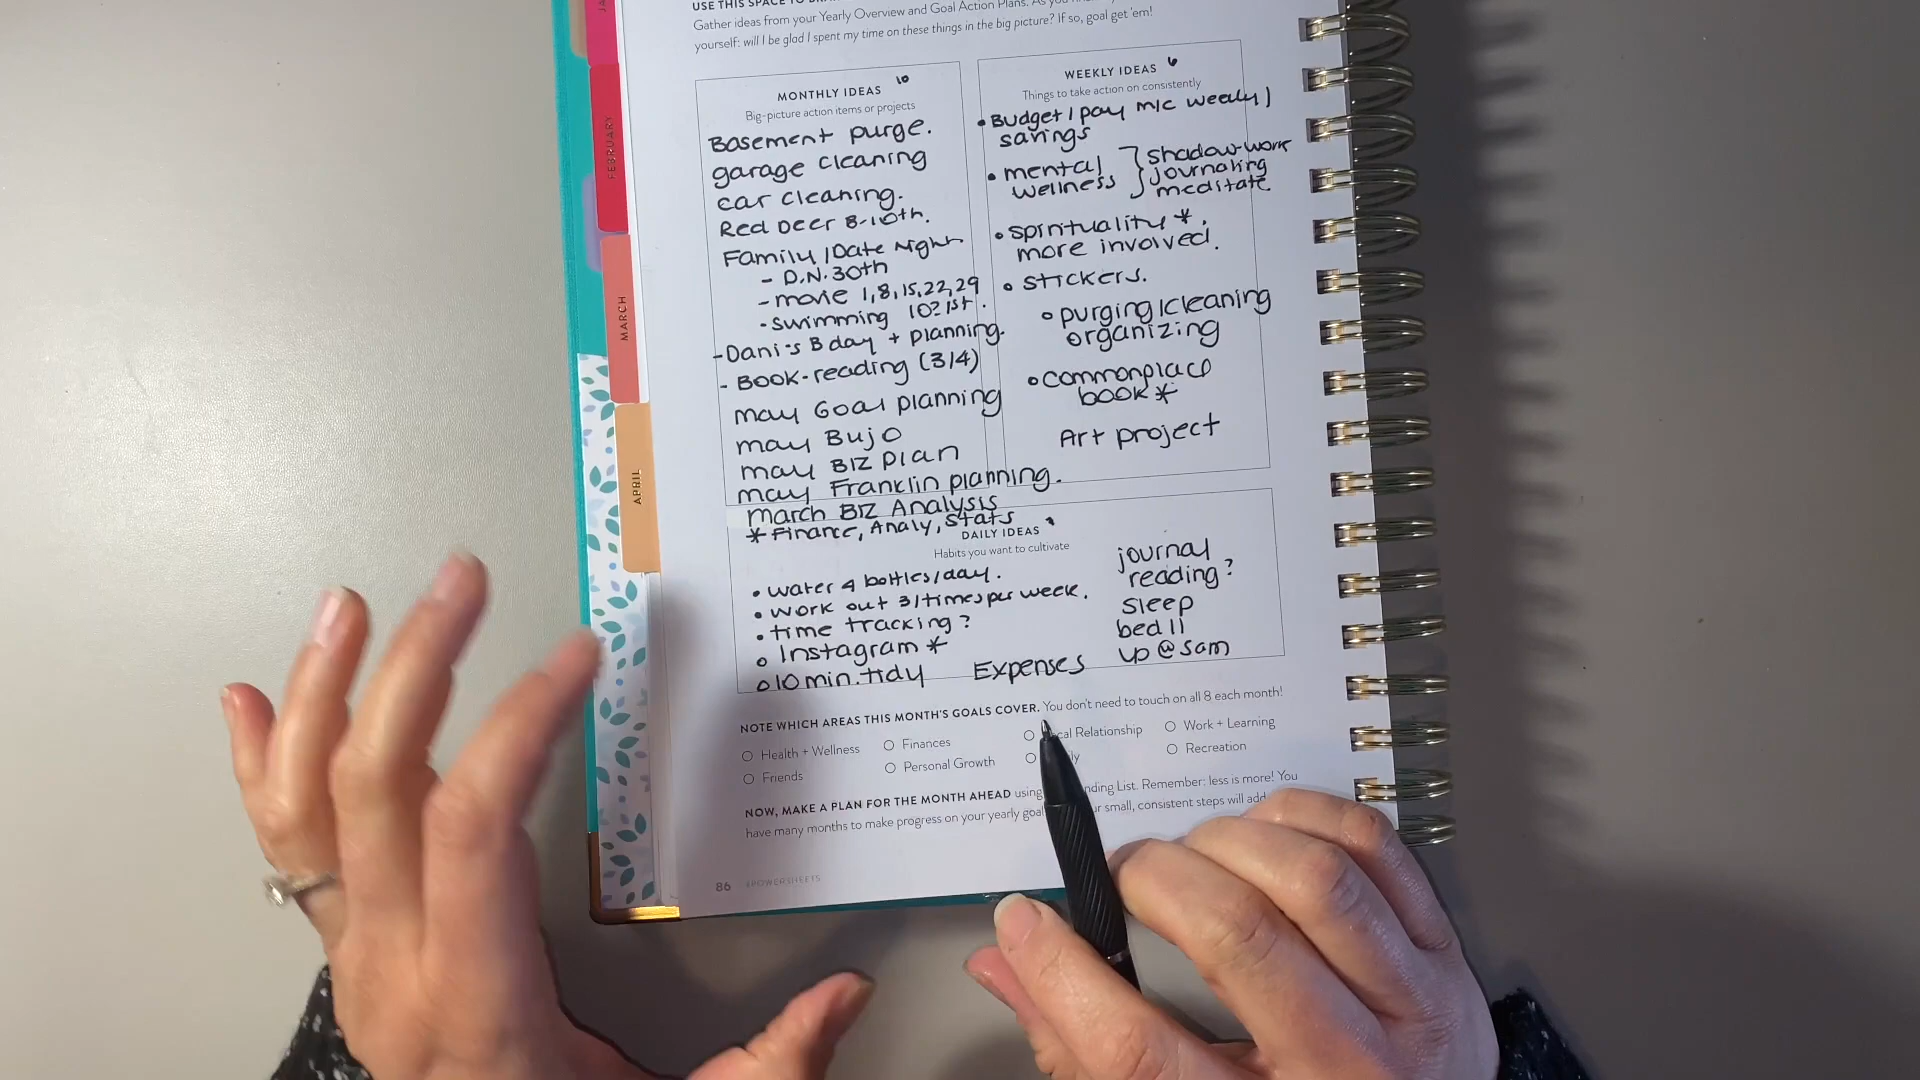 USE THIS SPACE TO
Gather ideas from your Yearly Overview and Goal Action Plans. As you
yourself: will I be glad I spent my time on these things in the big picture? If so, goal get 'em!
MONTHLY IDEAS 10
Big-picture action items or projects
Basement purge.
garage cleaning
car cleaning.
Red Deer 8-10th.
Family / Date Night
- D.N. 30th
- movie 1,8,15,22,29
- swimming 10? 1st.
- Dani's B day + planning.
- Book-reading (3/4)
may Goal planning
may Bujo
may Biz plan
may Franklin planning.
march Biz Analysis
* Finance, Analy, Stats
WEEKLY IDEAS 6
Things to take action on consistently
• Budget / pay m/c weekly /
savings
• mental
wellness
shadow-work
journaling
meditate.
• spirituality *.
more involved.
• stickers.
• purging/cleaning
organizing
• commonplace
book *
Art project
DAILY IDEAS
Habits you want to cultivate
• water 4 bottles/day.
• work out 3/times per week.
• time tracking?
• Instagram *
• 10 min. tidy
Expenses
journal
reading?
sleep
bed 11
up @ 5am
NOTE WHICH AREAS THIS MONTH'S GOALS COVER. You don't need to touch on all 8 each month!
Health + Wellness
Finances
Relationship
Work + Learning
Friends
Personal Growth
Recreation
NOW, MAKE A PLAN FOR THE MONTH AHEAD using List. Remember: less is more! You
have many months to make progress on your yearly small, consistent steps will add
86 #POWERSHEETS
FEBRUARY
MARCH
APRIL